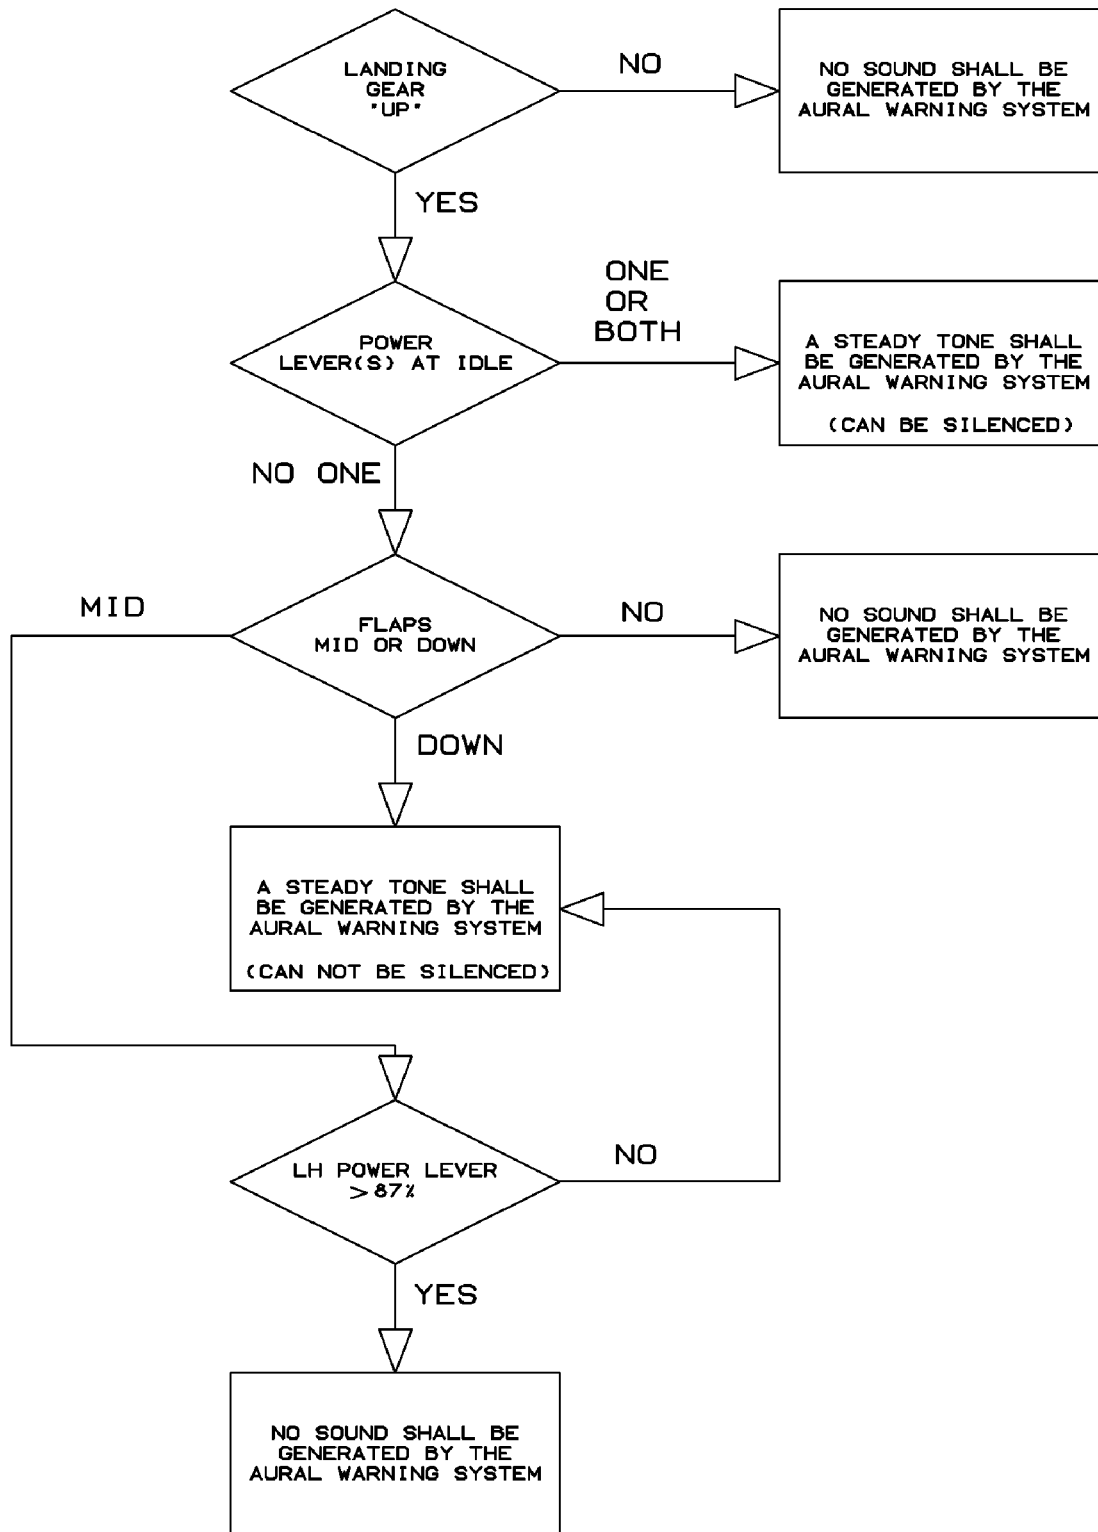 LANDING
GEAR
"UP"
NO
NO SOUND SHALL BE
GENERATED BY THE
AURAL WARNING SYSTEM
YES
POWER
LEVER(S) AT IDLE
ONE
OR
BOTH
A STEADY TONE SHALL
BE GENERATED BY THE
AURAL WARNING SYSTEM
(CAN BE SILENCED)
NO ONE
MID
FLAPS
MID OR DOWN
NO
NO SOUND SHALL BE
GENERATED BY THE
AURAL WARNING SYSTEM
DOWN
A STEADY TONE SHALL
BE GENERATED BY THE
AURAL WARNING SYSTEM
(CAN NOT BE SILENCED)
LH POWER LEVER
>87%
NO
YES
NO SOUND SHALL BE
GENERATED BY THE
AURAL WARNING SYSTEM